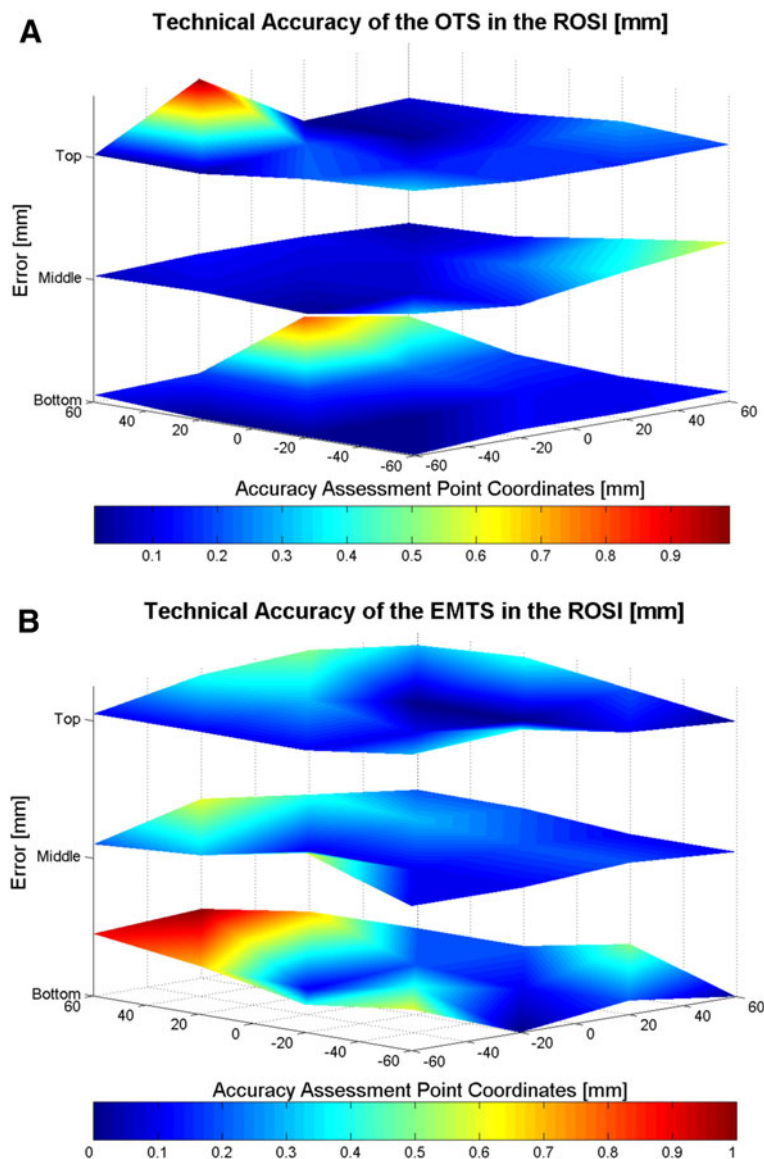 A
Technical Accuracy of the OTS in the ROSI [mm]
Error [mm]
Top
Middle
Bottom
60 40 20 0 -20 -40 -60
-60 -40 -20 0 20 40 60
Accuracy Assessment Point Coordinates [mm]
0.1 0.2 0.3 0.4 0.5 0.6 0.7 0.8 0.9
B
Technical Accuracy of the EMTS in the ROSI [mm]
Error [mm]
Top
Middle
Bottom
60 40 20 0 -20 -40 -60
-60 -40 -20 0 20 40 60
Accuracy Assessment Point Coordinates [mm]
0 0.1 0.2 0.3 0.4 0.5 0.6 0.7 0.8 0.9 1